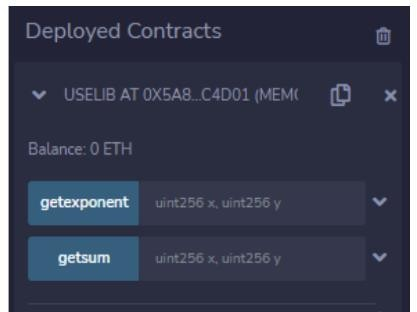 Deployed Contracts
USELIB AT 0X5A8...C4D01 (MEM
Balance: 0 ETH
getexponent uint256 x, uint256 y
getsum uint256 x, uint256 y